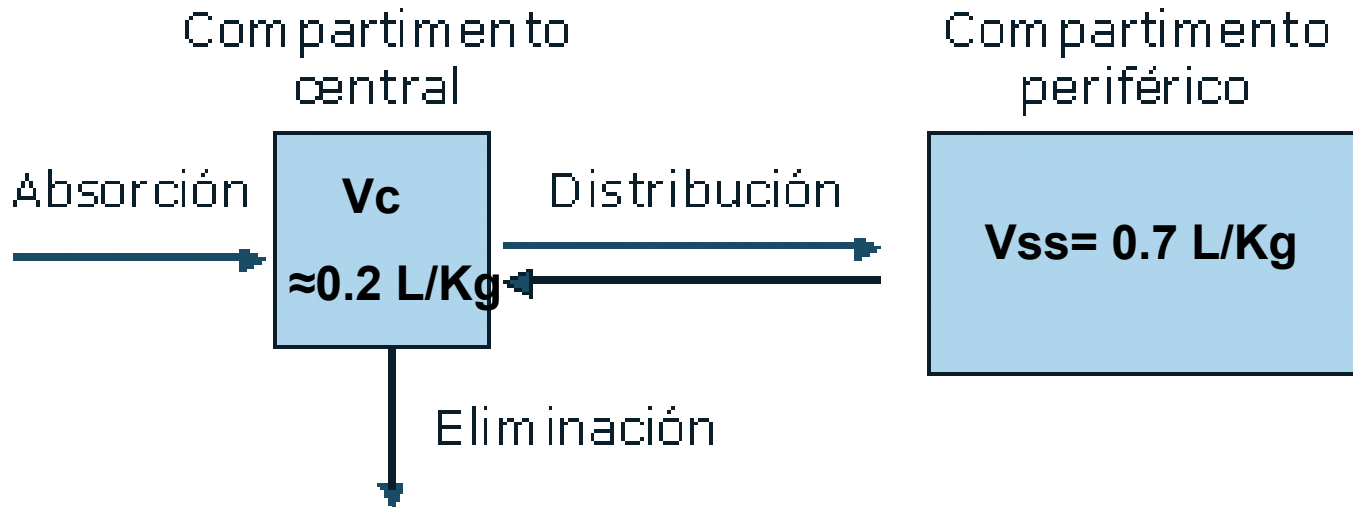 Compartimento
central
Compartimento
periférico
Absorción
Vc
≈0.2 L/Kg
Distribución
Vss= 0.7 L/Kg
Eliminación